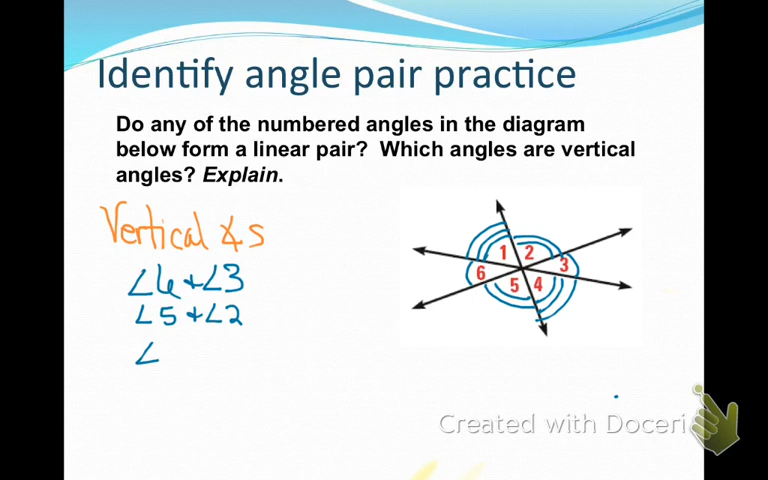 Identify angle pair practice
Do any of the numbered angles in the diagram
below form a linear pair? Which angles are vertical
angles? Explain.
Vertical ∡s
∠6 + ∠3
∠5 + ∠2
∠
1 2
3
6
5 4
Created with Doceri